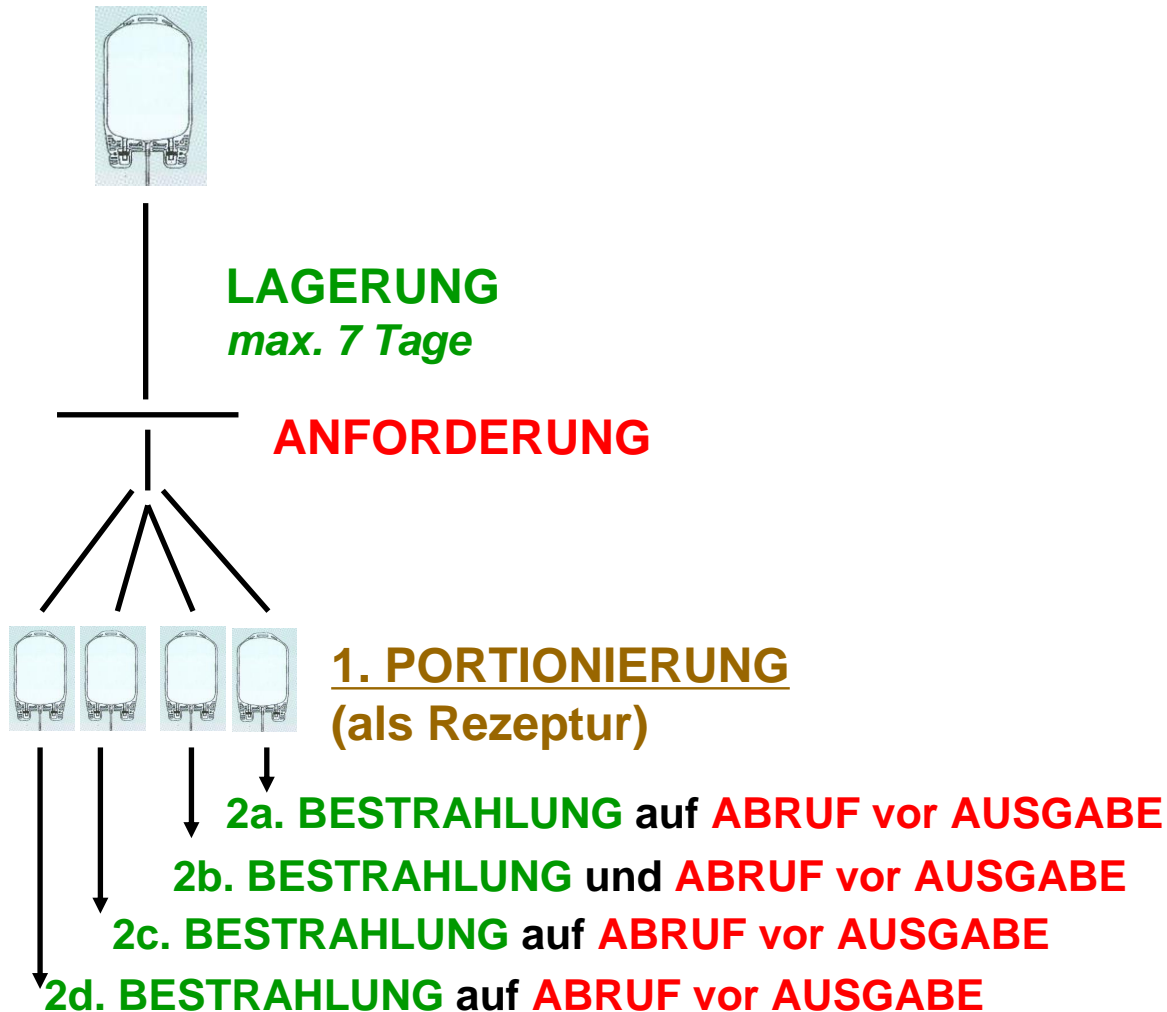 LAGERUNG
max. 7 Tage
ANFORDERUNG
1. PORTIONIERUNG
(als Rezeptur)
2a. BESTRAHLUNG auf ABRUF vor AUSGABE
2b. BESTRAHLUNG und ABRUF vor AUSGABE
2c. BESTRAHLUNG auf ABRUF vor AUSGABE
2d. BESTRAHLUNG auf ABRUF vor AUSGABE